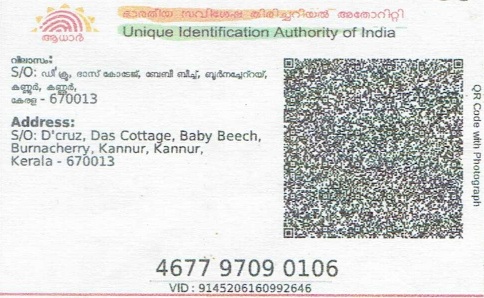 ഭാരതീയ സവിശേഷ തിരിച്ചറിയൽ അതോറിറ്റി
Unique Identification Authority of India
ആധാർ
വിലാസം:
S/O: ഡിക്രൂ, ദാസ് കോട്ടേജ്, ബേബി ബീച്ച്,
കണ്ണൂർ, കണ്ണൂർ,
കേരള - 670013
Address:
S/O: D'cruz, Das Cottage, Baby Beech,
Burnacherry, Kannur, Kannur,
Kerala - 670013
QR Code with Photograph
4677 9709 0106
VID : 9145206160992646